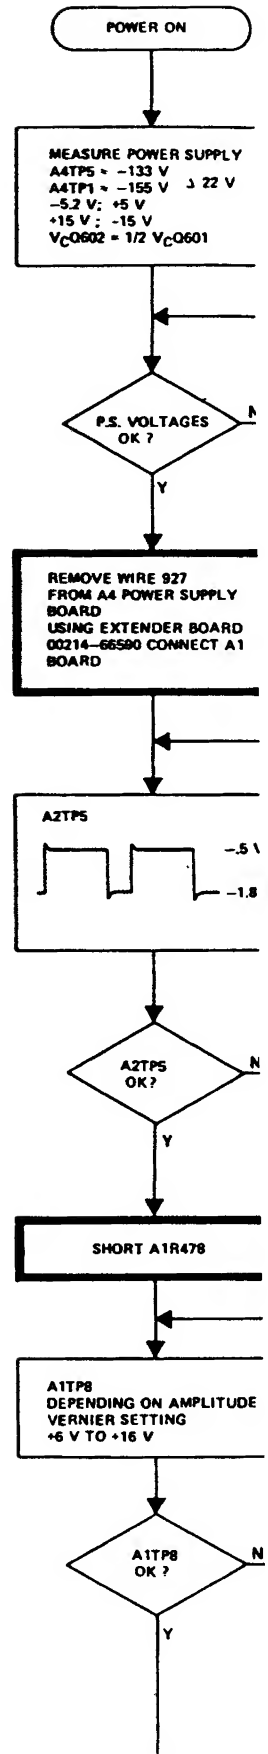 POWER ON
MEASURE POWER SUPPLY
A4TP5 = -133 V
A4TP1 = -155 V
22 V
-5.2 V; +5 V
+15 V; -15 V
VCQ602 = 1/2 VCQ601
P.S. VOLTAGES
OK ?
N
Y
REMOVE WIRE 927
FROM A4 POWER SUPPLY
BOARD
USING EXTENDER BOARD
00214-66590 CONNECT A1
BOARD
A2TP5
-.5
-1.8
A2TP5
OK?
N
Y
SHORT A1R478
A1TP8
DEPENDING ON AMPLITUDE
VERNIER SETTING
+6 V TO +16 V
A1TP8
OK ?
N
Y